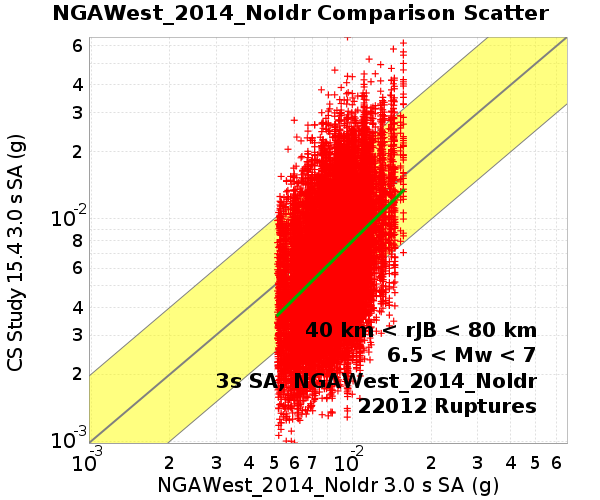 NGAWest_2014_NoIdr Comparison Scatter
6
4
3
2
10-2
8
6
4
3
2
10-3
CS Study 15.4 3.0 s SA (g)
40 km < rJB < 80 km
6.5 < Mw < 7
3s SA, NGAWest_2014_NoIdr
22012 Ruptures
10-3 2 3 4 5 6 7 10-2 2 3 4 5 6
NGAWest_2014_NoIdr 3.0 s SA (g)